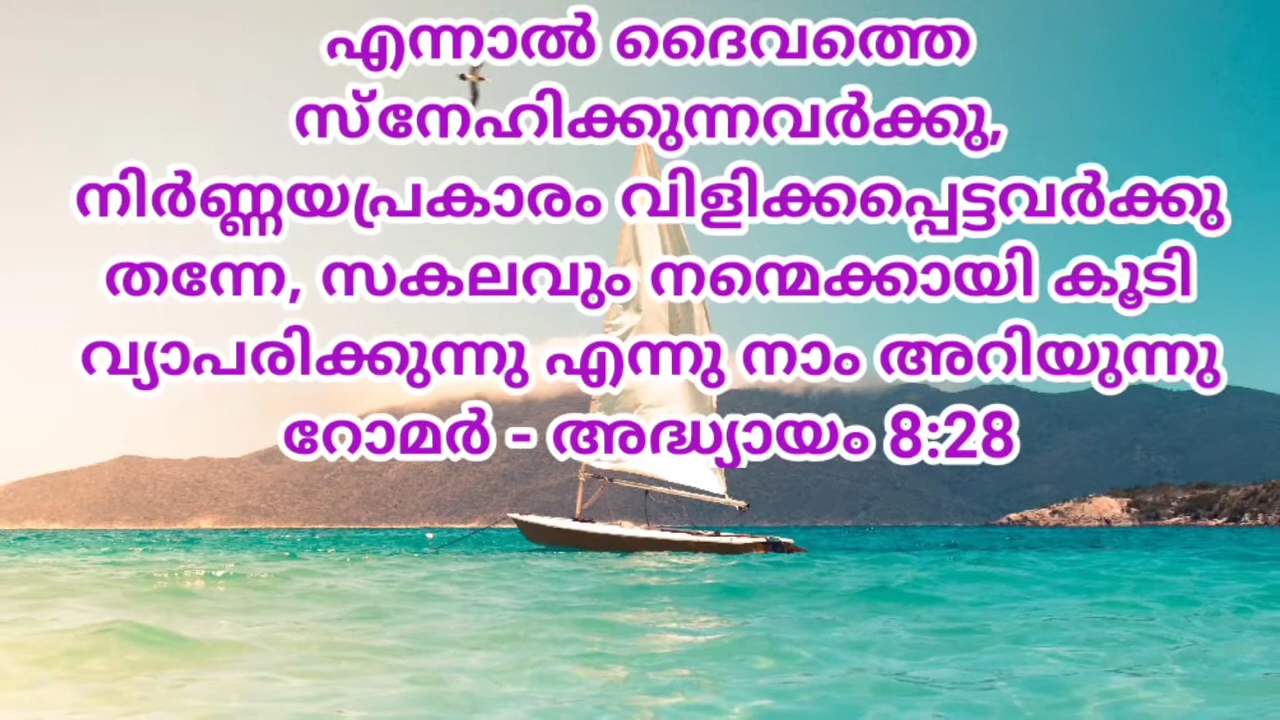 എന്നാൽ ദൈവത്തെ
സ്നേഹിക്കുന്നവർക്കു,
നിർണ്ണയപ്രകാരം വിളിക്കപ്പെട്ടവർക്കു
തന്നേ, സകലവും നന്മെക്കായി കൂടി
വ്യാപരിക്കുന്നു എന്നു നാം അറിയുന്നു
റോമർ - അദ്ധ്യായം 8:28